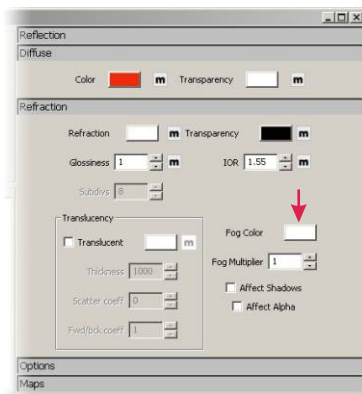 Reflection
Diffuse
Color m Transparency m
Refraction
Refraction m Transparency m
Glossiness 1 m IOR 1.55 m
Subdivs 8
Translucency
Translucent m
Thickness 1000
Scatter coeff 0
Fwd/bck coeff 1
Fog Color
Fog Multiplier 1
Affect Shadows
Affect Alpha
Options
Maps